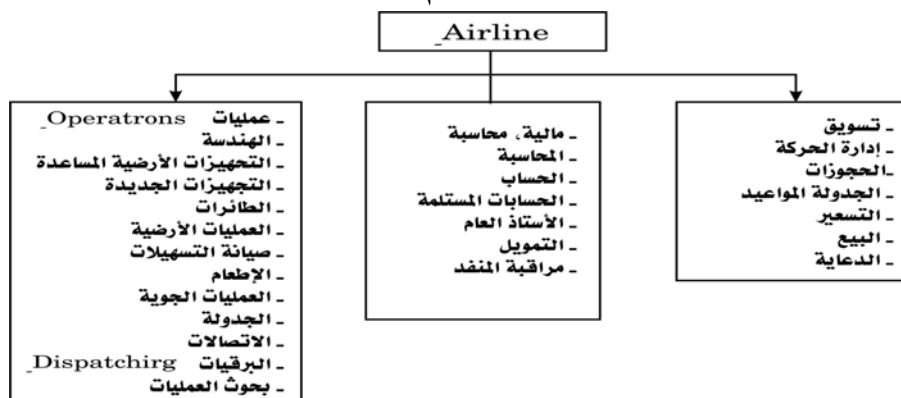 _Airline
_ تسويق
_ إدارة الحركة
_الحجوزات
_ الجدولة المواعيد
_ التسعير
_ البيع
_ الدعاية
_ مالية، محاسبة
_ المحاسبة
_ الحساب
_ الحسابات المستلمة
_ الأستاذ العام
_ التمويل
_ مراقبة المنفد
_ عمليات Operatrons_
_ الهندسة
_ التجهيزات الأرضية المساعدة
_ التجهيزات الجديدة
_ الطائرات
_ العمليات الأرضية
_ صيانة التسهيلات
_ الإطعام
_ العمليات الجوية
_ الجدولة
_ الاتصالات
_ البرقيات Dispatchirg_
_ بحوث العمليات